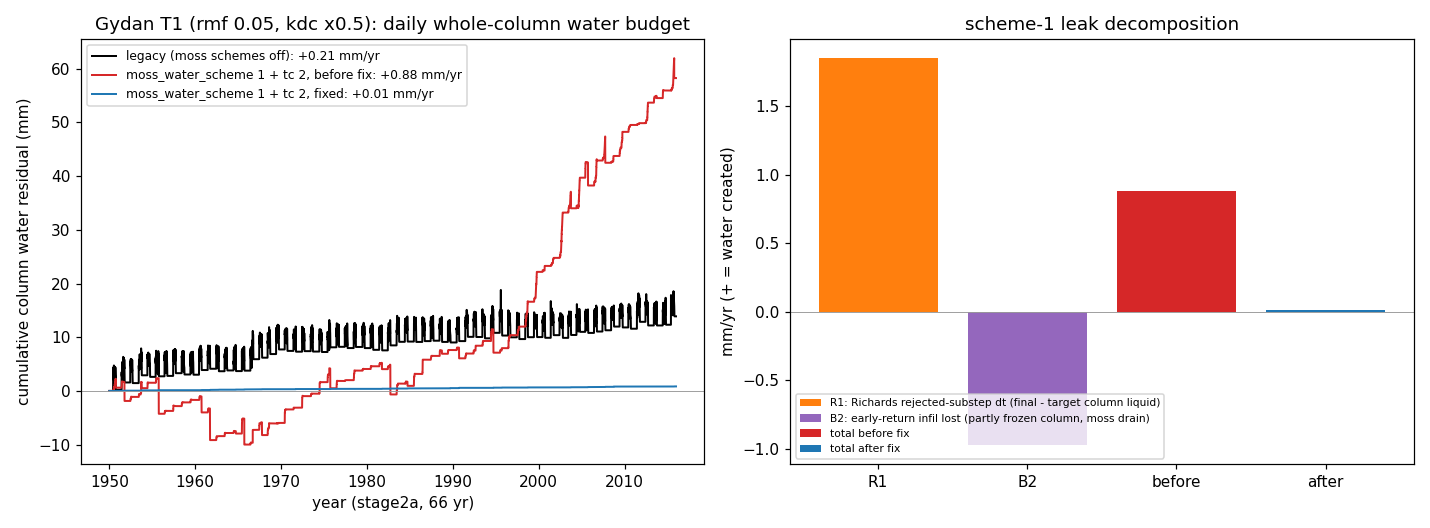 Gydan T1 (rmf 0.05, kdc x0.5): daily whole-column water budget
legacy (moss schemes off): +0.21 mm/yr
moss_water_scheme 1 + tc 2, before fix: +0.88 mm/yr
moss_water_scheme 1 + tc 2, fixed: +0.01 mm/yr
cumulative column water residual (mm)
60
50
40
30
20
10
0
−10
1950
1960
1970
1980
1990
2000
2010
year (stage2a, 66 yr)
scheme-1 leak decomposition
mm/yr (+ = water created)
1.5
1.0
0.5
0.0
−0.5
−1.0
R1: Richards rejected-substep dt (final - target column liquid)
B2: early-return infil lost (partly frozen column, moss drain)
total before fix
total after fix
R1
B2
before
after